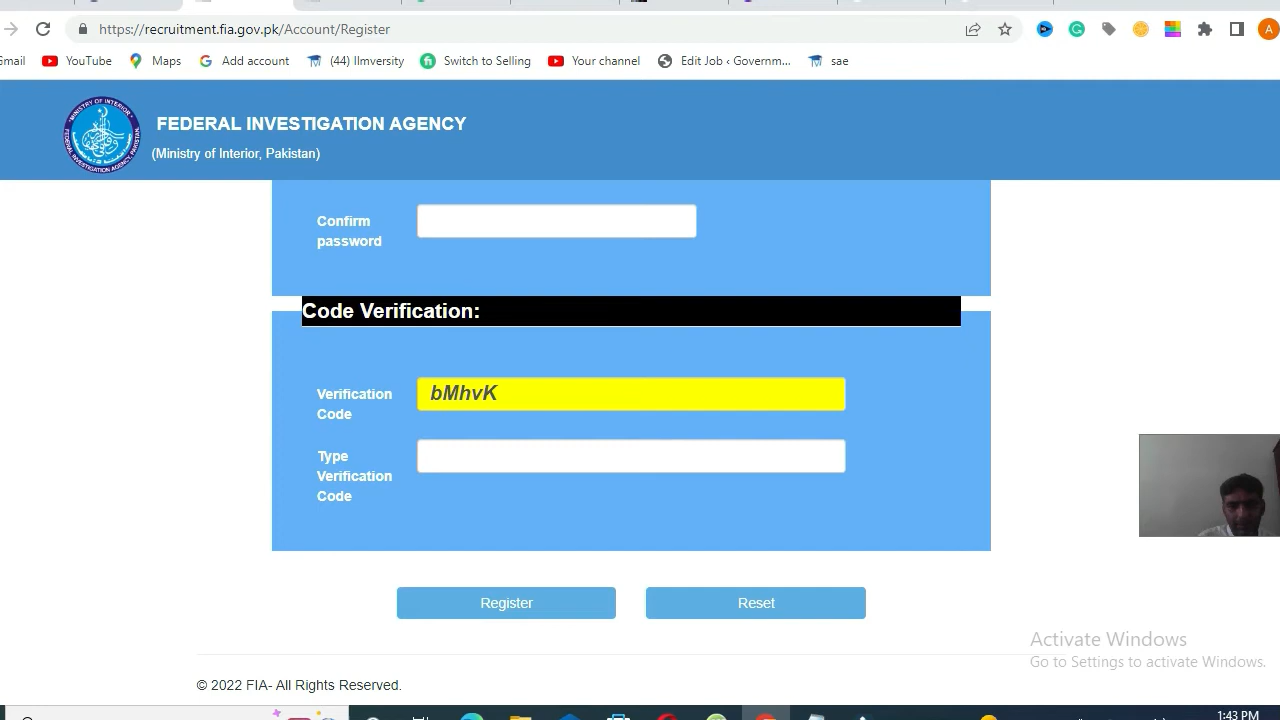 https://recruitment.fia.gov.pk/Account/Register
A
Gmail YouTube Maps Add account (44) Ilmversity Switch to Selling Your channel Edit Job ‹ Governm... sae
FEDERAL INVESTIGATION AGENCY
(Ministry of Interior, Pakistan)
Confirm
password
Code Verification:
Verification
Code
bMhvK
Type
Verification
Code
Register Reset
Activate Windows
Go to Settings to activate Windows.
© 2022 FIA- All Rights Reserved.
1:43 PM